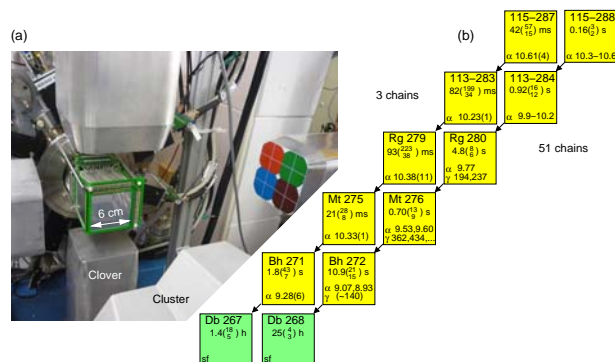 (a)
(b)
6 cm
Clover
Cluster
3 chains
51 chains
115–287
42(57/15) ms
α 10.61(4)
115–288
0.16(3/2) s
α 10.3–10.6
113–283
82(199/34) ms
α 10.23(1)
113–284
0.92(16/12) s
α 9.9–10.2
Rg 279
93(223/38) ms
α 10.38(11)
Rg 280
4.8(8/6) s
α 9.77
γ 194,237
Mt 275
21(28/8) ms
α 10.33(1)
Mt 276
0.70(13/9) s
α 9.53,9.60
γ 362,434,...
Bh 271
1.8(43/7) s
α 9.28(6)
Bh 272
10.9(21/15) s
α 9.07,8.93
γ (~140)
Db 267
1.4(18/5) h
sf
Db 268
25(4/3) h
sf